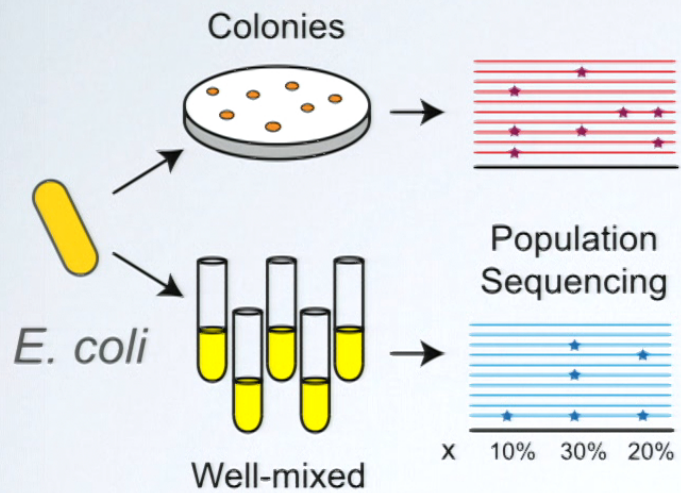 Colonies
Population
Sequencing
E. coli
x 10% 30% 20%
Well-mixed